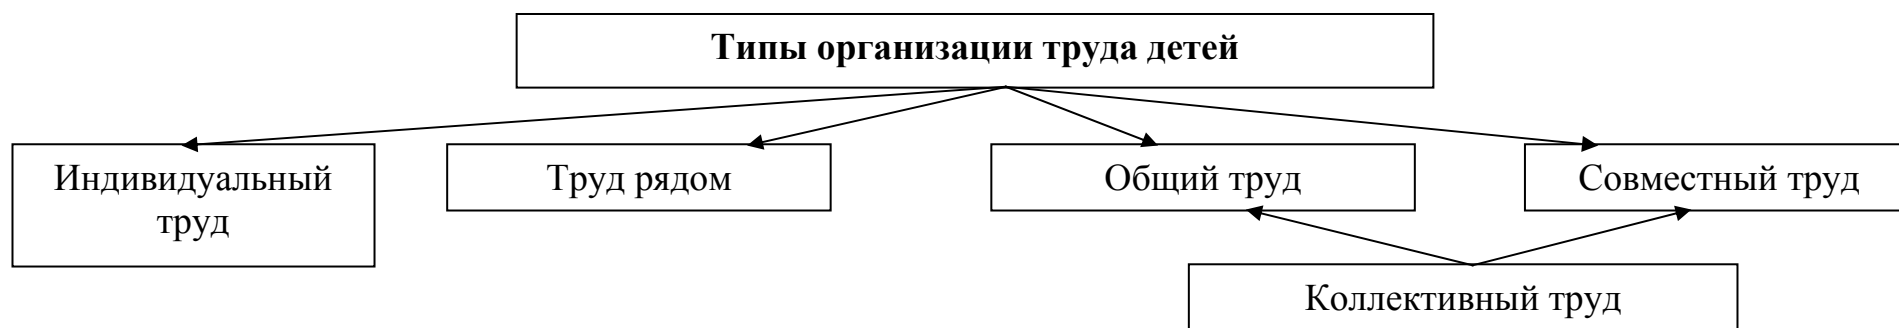 Типы организации труда детей
Индивидуальный
труд
Труд рядом
Общий труд
Совместный труд
Коллективный труд